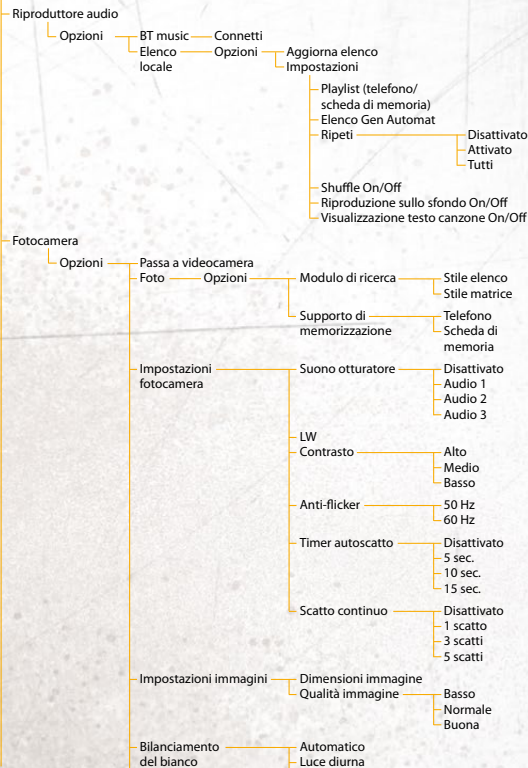 Riproduttore audio
Opzioni BT music Connetti
Elenco Opzioni Aggiorna elenco
locale Impostazioni
Playlist (telefono/
scheda di memoria)
Elenco Gen Automat
Ripeti Disattivato
Attivato
Tutti
Shuffle On/Off
Riproduzione sullo sfondo On/Off
Visualizzazione testo canzone On/Off
Fotocamera
Opzioni Passa a videocamera
Foto Opzioni Modulo di ricerca Stile elenco
Stile matrice
Supporto di Telefono
memorizzazione Scheda di
memoria
Impostazioni Suono otturatore Disattivato
fotocamera Audio 1
Audio 2
Audio 3
LW
Contrasto Alto
Medio
Basso
Anti-flicker 50 Hz
60 Hz
Timer autoscatto Disattivato
5 sec.
10 sec.
15 sec.
Scatto continuo Disattivato
1 scatto
3 scatti
5 scatti
Impostazioni immagini Dimensioni immagine
Qualità immagine Basso
Normale
Buona
Bilanciamento Automatico
del bianco Luce diurna